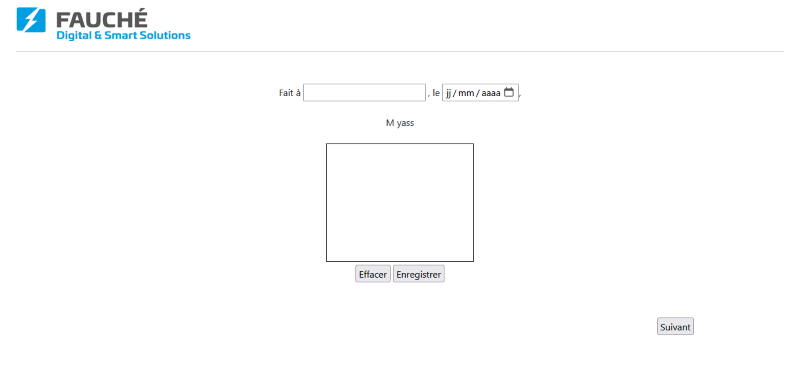 FAUCHÉ
Digital & Smart Solutions
Fait à , le jj/mm/aaaa ,
M yass
Effacer Enregistrer
Suivant